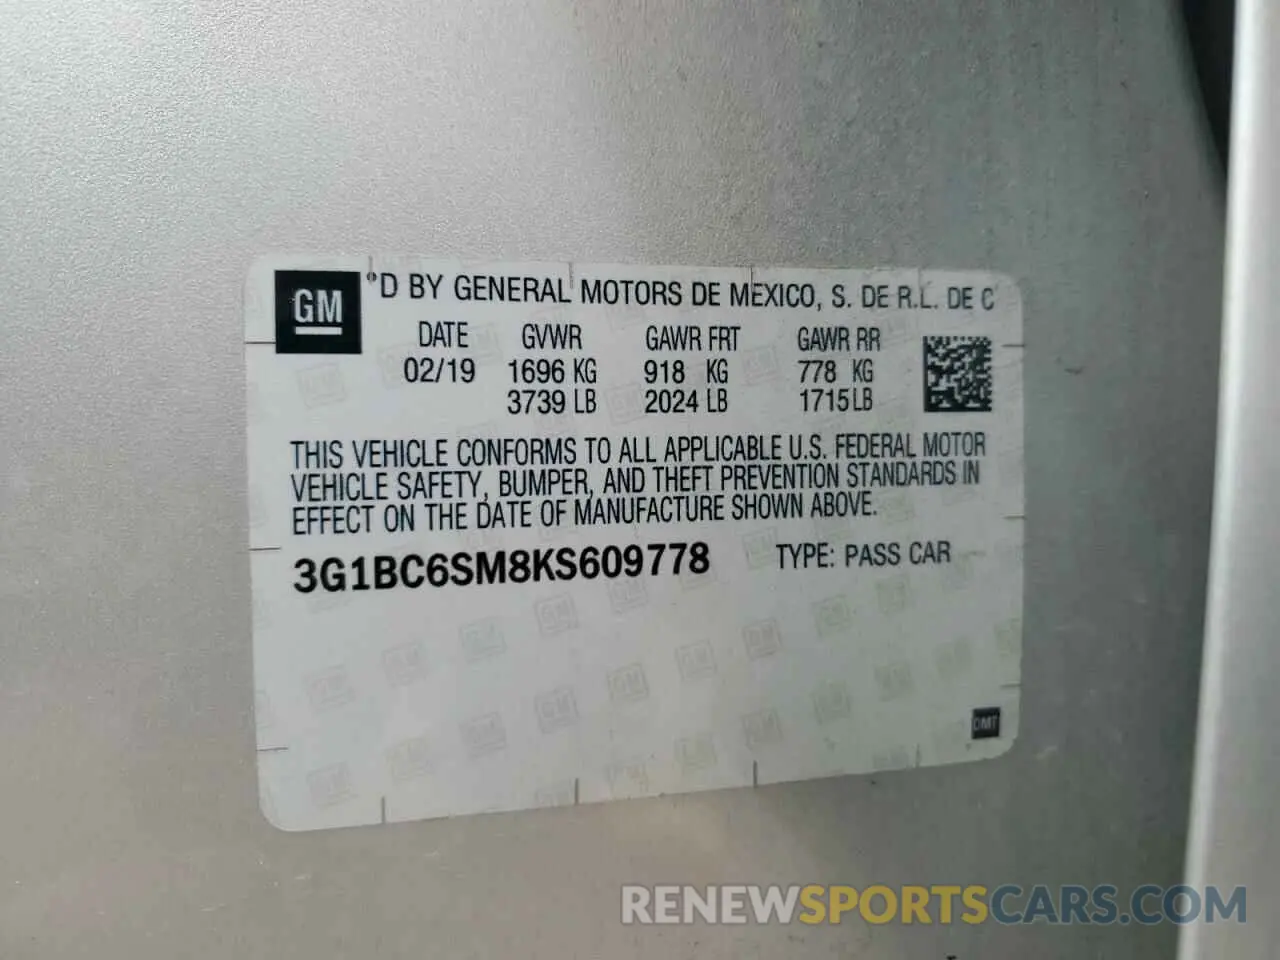 GM
D BY GENERAL MOTORS DE MEXICO, S. DE R.L. DE C
DATE GVWR GAWR FRT GAWR RR
02/19 1696 KG 918 KG 778 KG
3739 LB 2024 LB 1715 LB
THIS VEHICLE CONFORMS TO ALL APPLICABLE U.S. FEDERAL MOTOR
VEHICLE SAFETY, BUMPER, AND THEFT PREVENTION STANDARDS IN
EFFECT ON THE DATE OF MANUFACTURE SHOWN ABOVE.
3G1BC6SM8KS609778 TYPE: PASS CAR
DMT
RENEWSPORTSCARS.COM